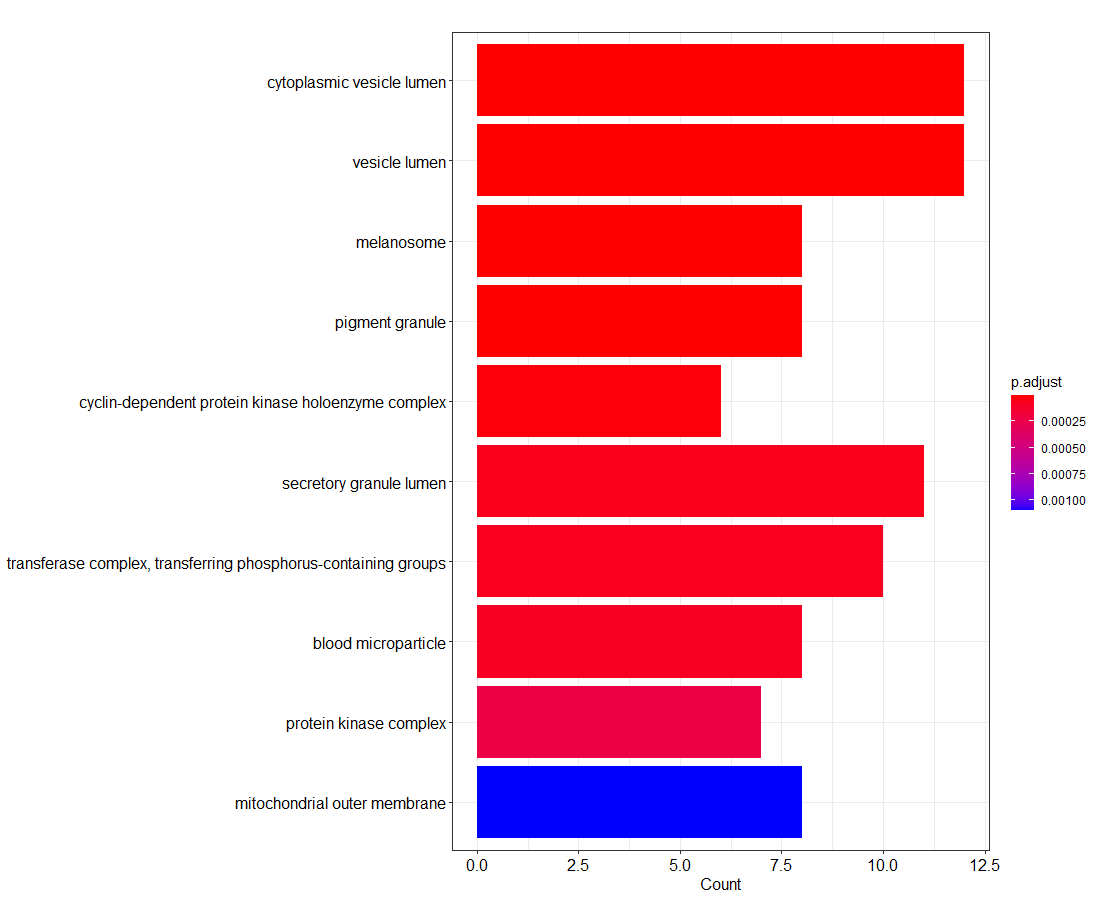 cytoplasmic vesicle lumen
vesicle lumen
melanosome
pigment granule
cyclin-dependent protein kinase holoenzyme complex
secretory granule lumen
transferase complex, transferring phosphorus-containing groups
blood microparticle
protein kinase complex
mitochondrial outer membrane
0.0 2.5 5.0 7.5 10.0 12.5
Count
p.adjust
0.00025
0.00050
0.00075
0.00100